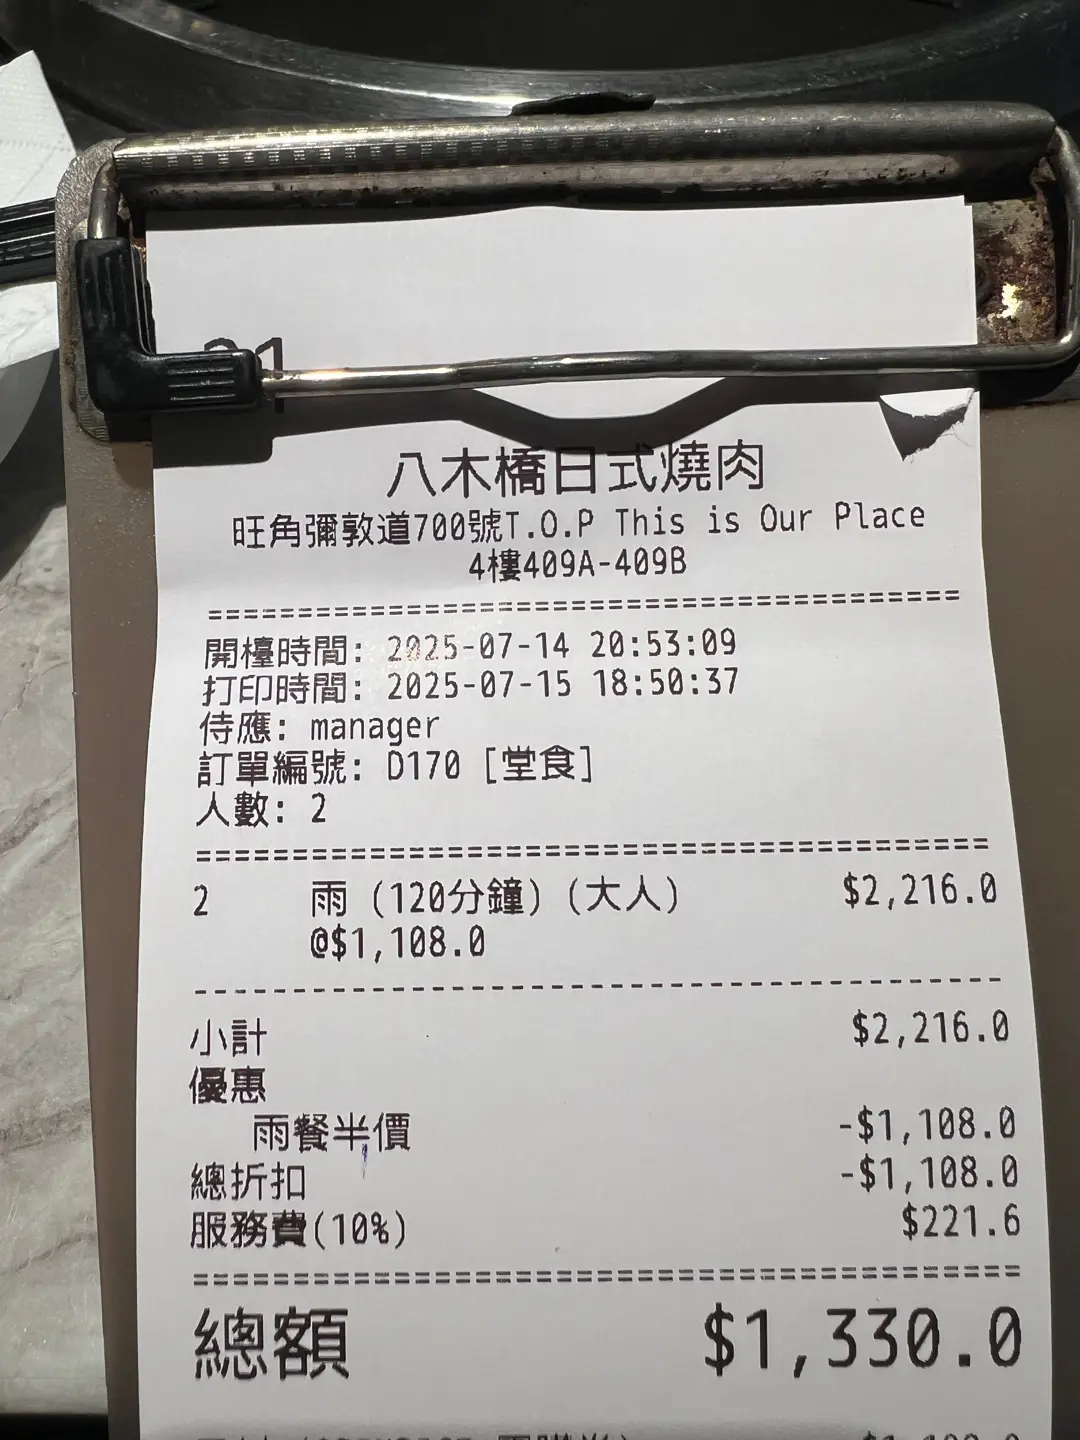 八木橋日式燒肉
旺角彌敦道700號T.O.P This is Our Place
4樓409A-409B
開檯時間: 2025-07-14 20:53:09
打印時間: 2025-07-15 18:50:37
侍應: manager
訂單編號: D170 [堂食]
人數: 2
2 雨 (120分鐘) (大人) $2,216.0
@$1,108.0
小計 $2,216.0
優惠
雨餐半價 -$1,108.0
總折扣 -$1,108.0
服務費(10%) $221.6
總額 $1,330.0